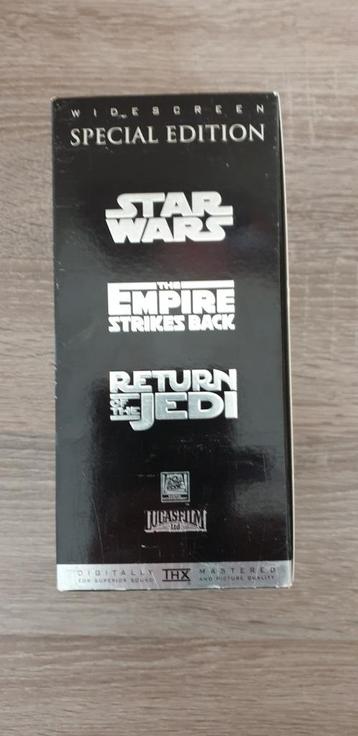 WIDESCREEN
SPECIAL EDITION
STAR
WARS
THE
EMPIRE
STRIKES BACK
RETURN
OF THE JEDI
LUCASFILM
Ltd
DIGITALLY THX MASTERED
FOR SUPERIOR SOUND AND PICTURE QUALITY